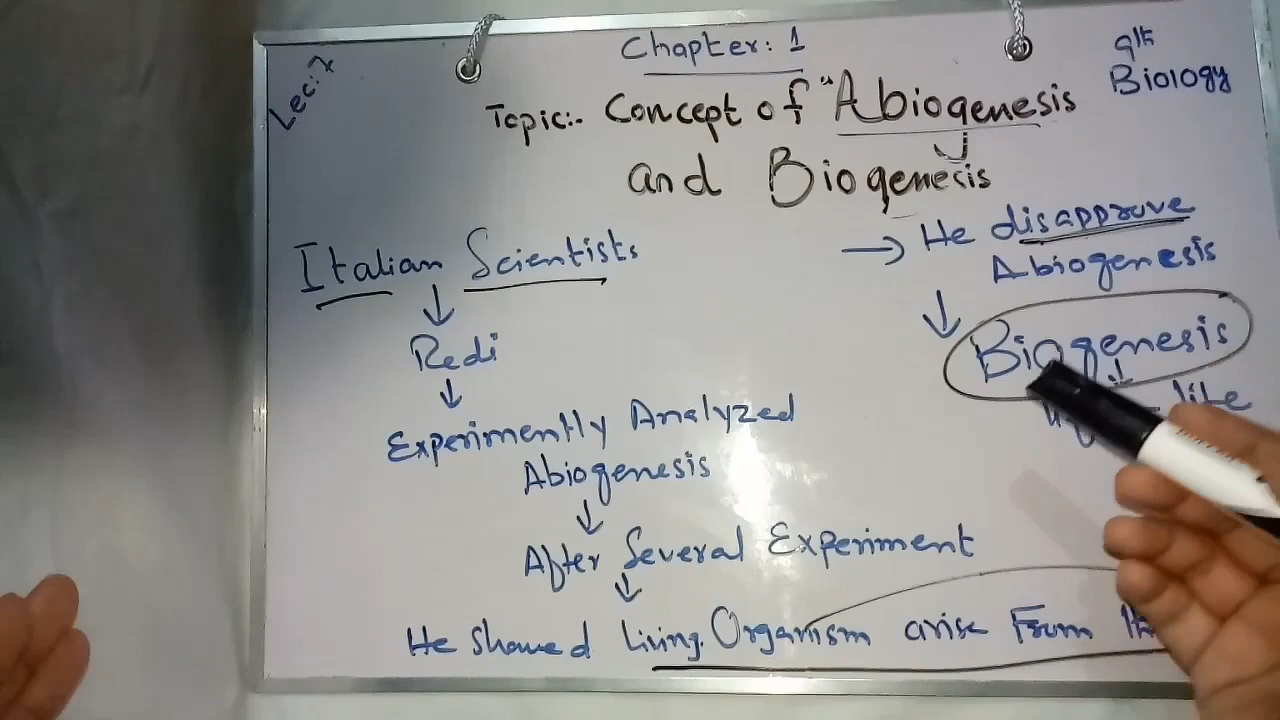 Lec:7
Chapter: 1
9th
Biology
Topic:- Concept of "Abiogenesis
and Biogenesis
Italian Scientists
↓
Redi
↓
Experimently Analyzed
Abiogenesis
↓
After Several Experiment
↓
He showed living Organism arise From
→ He disapprove
Abiogenesis
↓
Biogenesis
↓
life